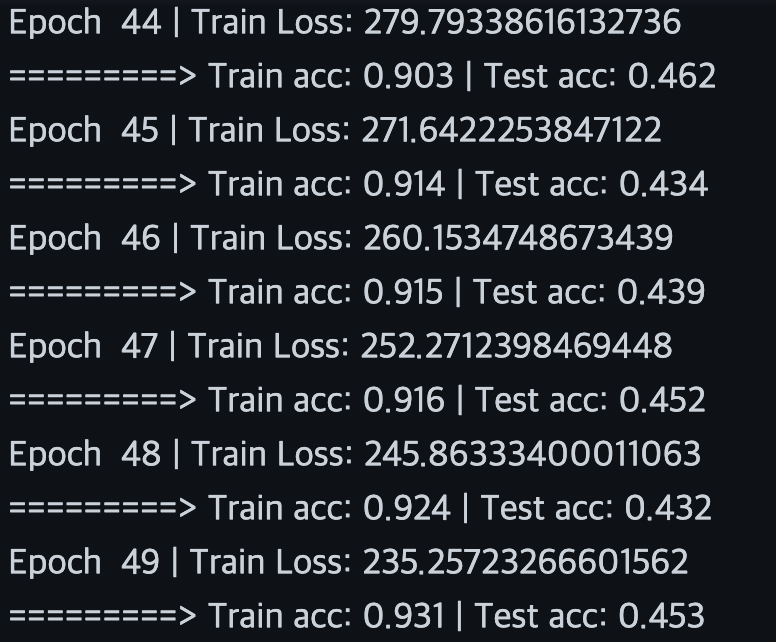 Epoch  44 | Train Loss: 279.79338616132736
=========> Train acc: 0.903 | Test acc: 0.462
Epoch  45 | Train Loss: 271.6422253847122
=========> Train acc: 0.914 | Test acc: 0.434
Epoch  46 | Train Loss: 260.1534748673439
=========> Train acc: 0.915 | Test acc: 0.439
Epoch  47 | Train Loss: 252.2712398469448
=========> Train acc: 0.916 | Test acc: 0.452
Epoch  48 | Train Loss: 245.86333400011063
=========> Train acc: 0.924 | Test acc: 0.432
Epoch  49 | Train Loss: 235.25723266601562
=========> Train acc: 0.931 | Test acc: 0.453